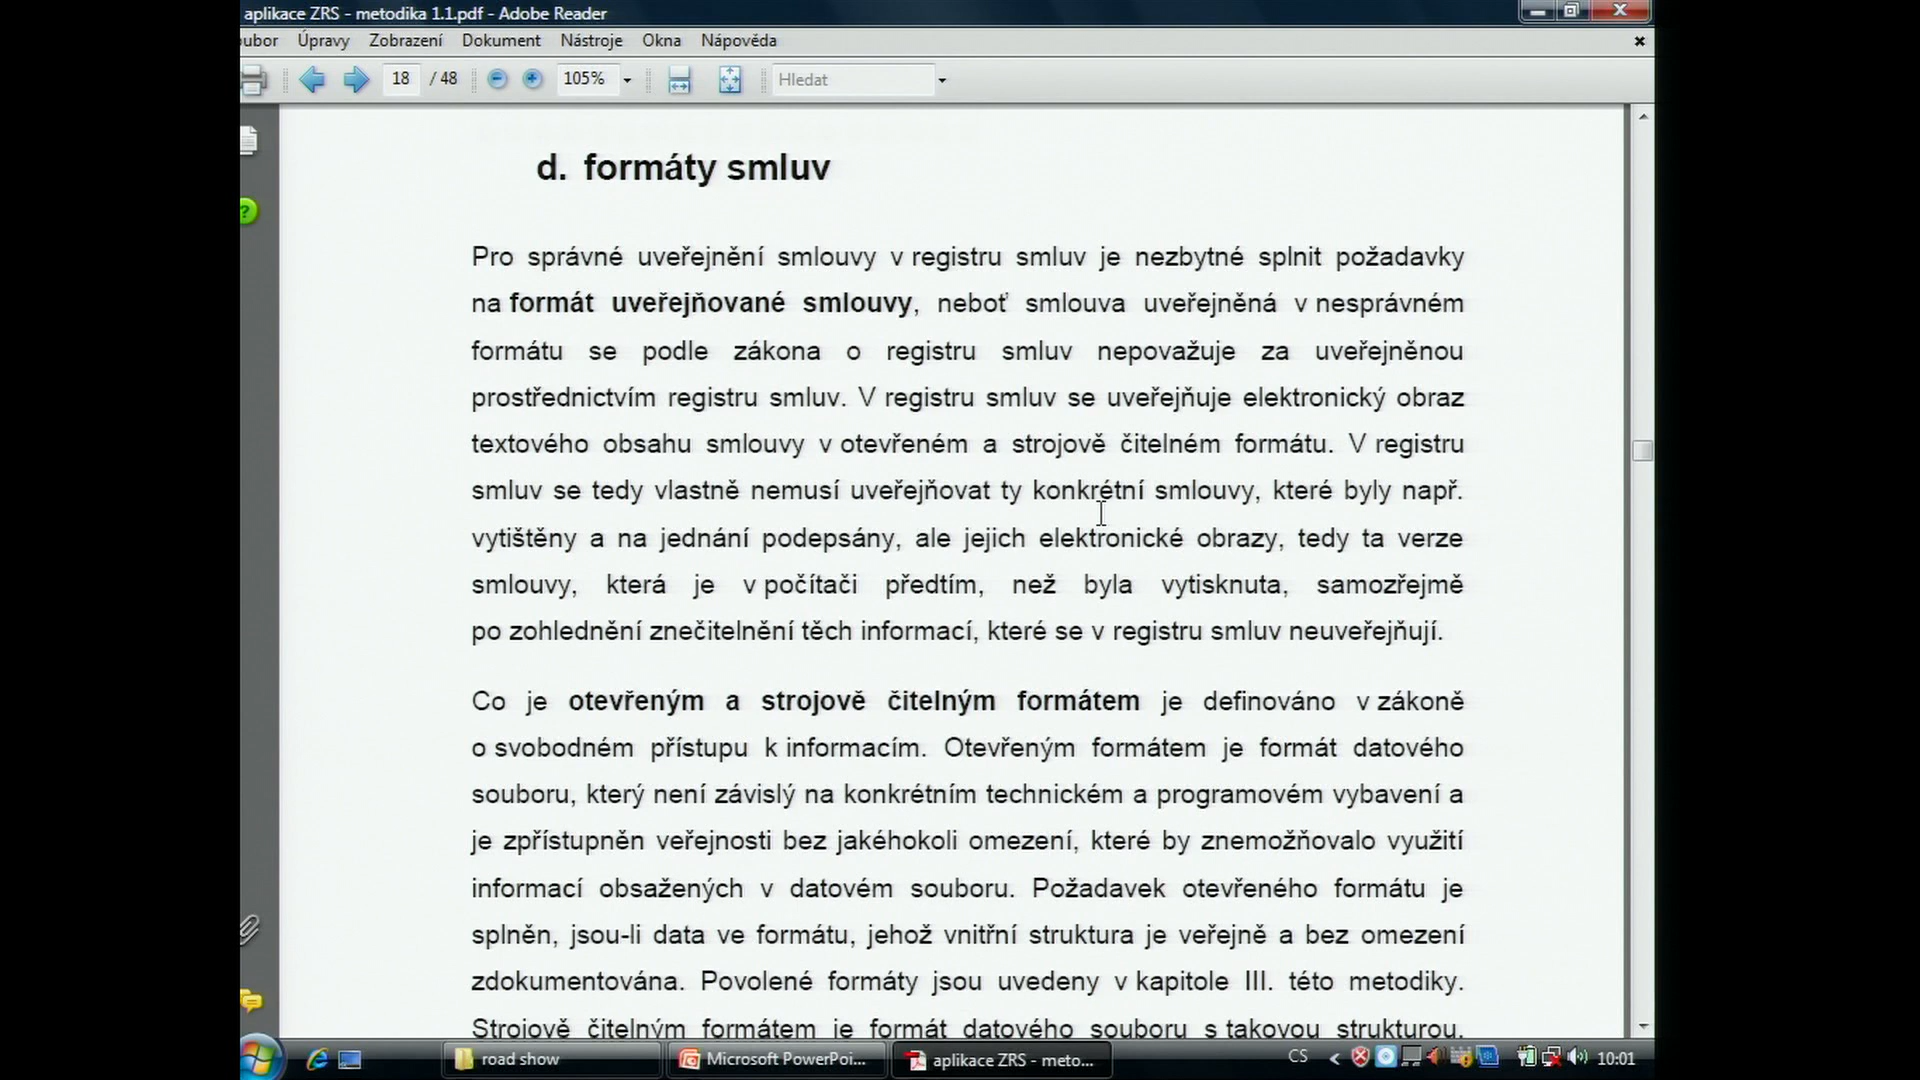 aplikace ZRS - metodika 1.1.pdf - Adobe Reader
oubor Úpravy Zobrazení Dokument Nástroje Okna Nápověda
18 / 48 105% Hledat
d. formáty smluv
Pro správné uveřejnění smlouvy v registru smluv je nezbytné splnit požadavky
na formát uveřejňované smlouvy, neboť smlouva uveřejněná v nesprávném
formátu se podle zákona o registru smluv nepovažuje za uveřejněnou
prostřednictvím registru smluv. V registru smluv se uveřejňuje elektronický obraz
textového obsahu smlouvy v otevřeném a strojově čitelném formátu. V registru
smluv se tedy vlastně nemusí uveřejňovat ty konkrétní smlouvy, které byly např.
vytištěny a na jednání podepsány, ale jejich elektronické obrazy, tedy ta verze
smlouvy, která je v počítači předtím, než byla vytisknuta, samozřejmě
po zohlednění znečitelnění těch informací, které se v registru smluv neuveřejňují.
Co je otevřeným a strojově čitelným formátem je definováno v zákoně
o svobodném přístupu k informacím. Otevřeným formátem je formát datového
souboru, který není závislý na konkrétním technickém a programovém vybavení a
je zpřístupněn veřejnosti bez jakéhokoli omezení, které by znemožňovalo využití
informací obsažených v datovém souboru. Požadavek otevřeného formátu je
splněn, jsou-li data ve formátu, jehož vnitřní struktura je veřejně a bez omezení
zdokumentována. Povolené formáty jsou uvedeny v kapitole III. této metodiky.
Strojově čitelným formátem je formát datového souboru s takovou strukturou,
road show Microsoft PowerPoi... aplikace ZRS - meto... CS 10:01